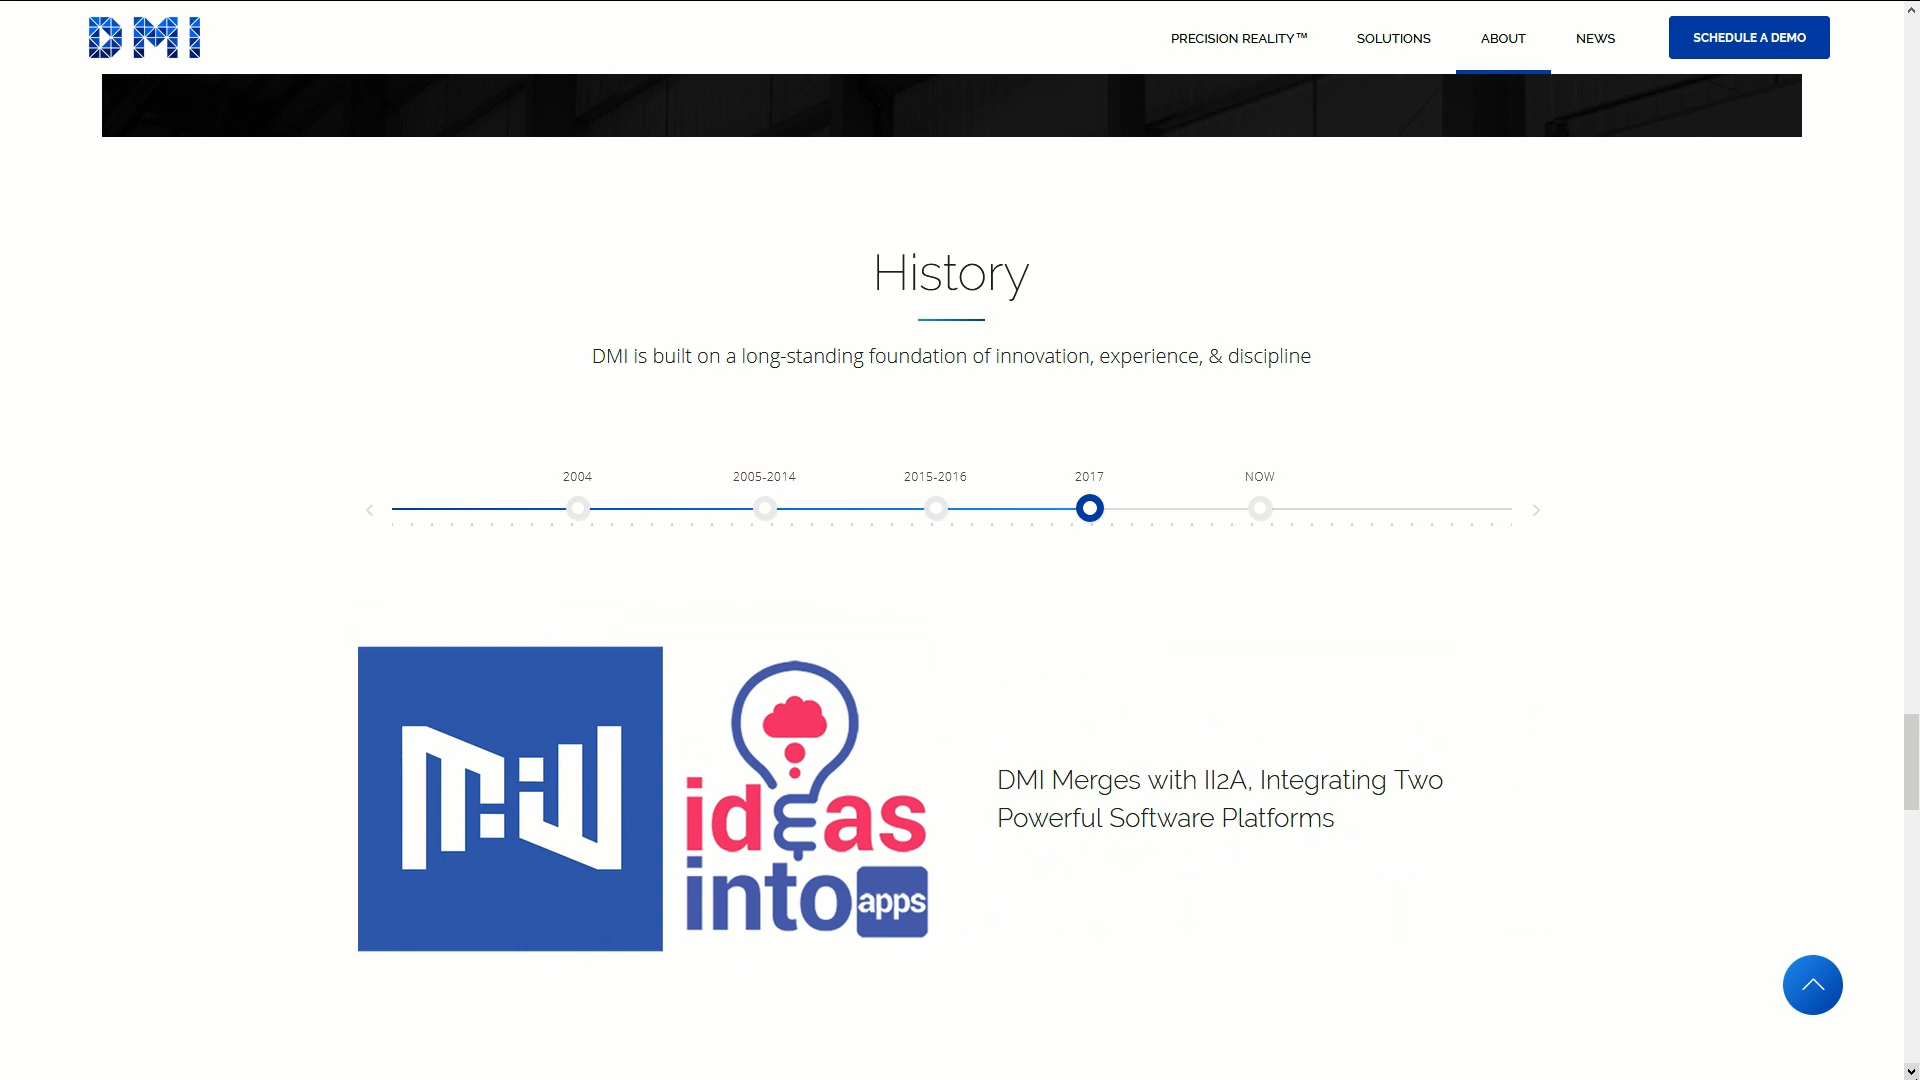 DMI
PRECISION REALITY™
SOLUTIONS
ABOUT
NEWS
SCHEDULE A DEMO
History
DMI is built on a long-standing foundation of innovation, experience, & discipline
2004
2005-2014
2015-2016
2017
NOW
ideas
into apps
DMI Merges with II2A, Integrating Two
Powerful Software Platforms